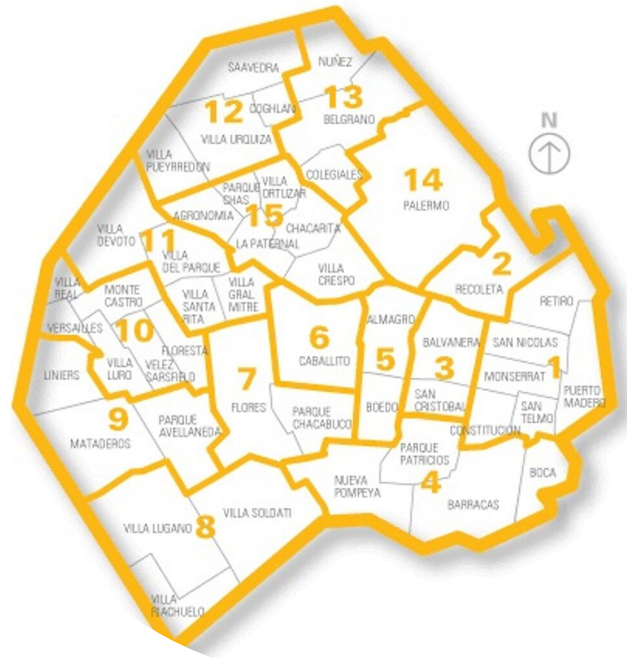 NUÑEZ
SAAVEDRA
13
12
COGHLAN
BELGRANO
VILLA URQUIZA
N
VILLA
PUEYRREDON
COLEGIALES
14
PALERMO
PARQUE
CHAS
VILLA
ORTUZAR
15
AGRONOMIA
CHACARITA
LA PATERNAL
VILLA
DEVOTO
11
VILLA
DEL PARQUE
VILLA
CRESPO
2
RECOLETA
VILLA
REAL
MONTE
CASTRO
VILLA
SANTA
RITA
VILLA
GRAL
MITRE
RETIRO
VERSAILLES
10
ALMAGRO
6
CABALLITO
BALVANERA
SAN NICOLAS
FLORESTA
VILLA
LURO
VELEZ
SARSFIELD
5
3
1
LINIERS
7
MONSERRAT
PUERTO
MADERO
FLORES
BOEDO
SAN
CRISTOBAL
SAN
TELMO
9
MATADEROS
PARQUE
AVELLANEDA
PARQUE
CHACABUCO
CONSTITUCION
PARQUE
PATRICIOS
BOCA
NUEVA
POMPEYA
4
BARRACAS
VILLA LUGANO
8
VILLA SOLDATI
VILLA
RIACHUELO